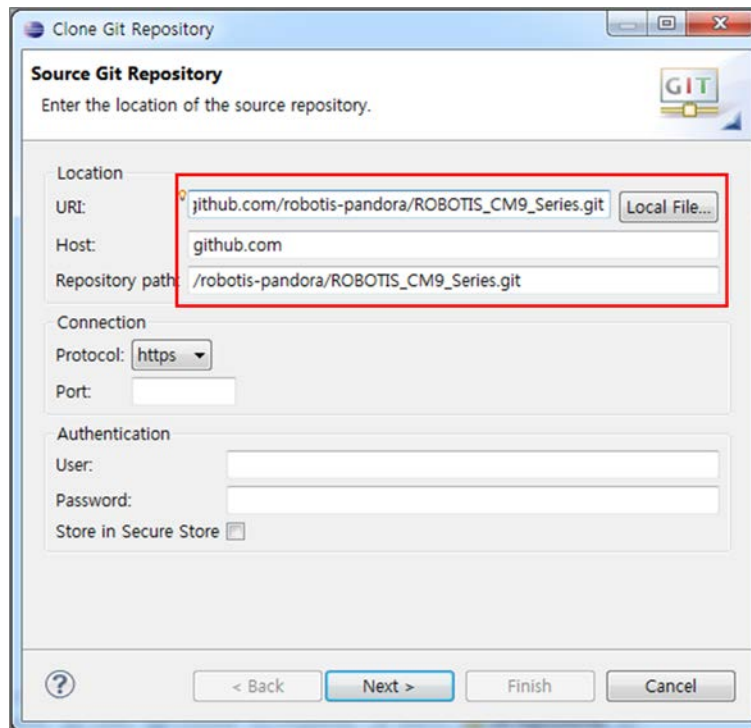 Clone Git Repository
Source Git Repository
Enter the location of the source repository.
GIT
Location
URI: github.com/robotis-pandora/ROBOTIS_CM9_Series.git Local File...
Host: github.com
Repository path: /robotis-pandora/ROBOTIS_CM9_Series.git
Connection
Protocol: https
Port:
Authentication
User:
Password:
Store in Secure Store
? < Back Next > Finish Cancel